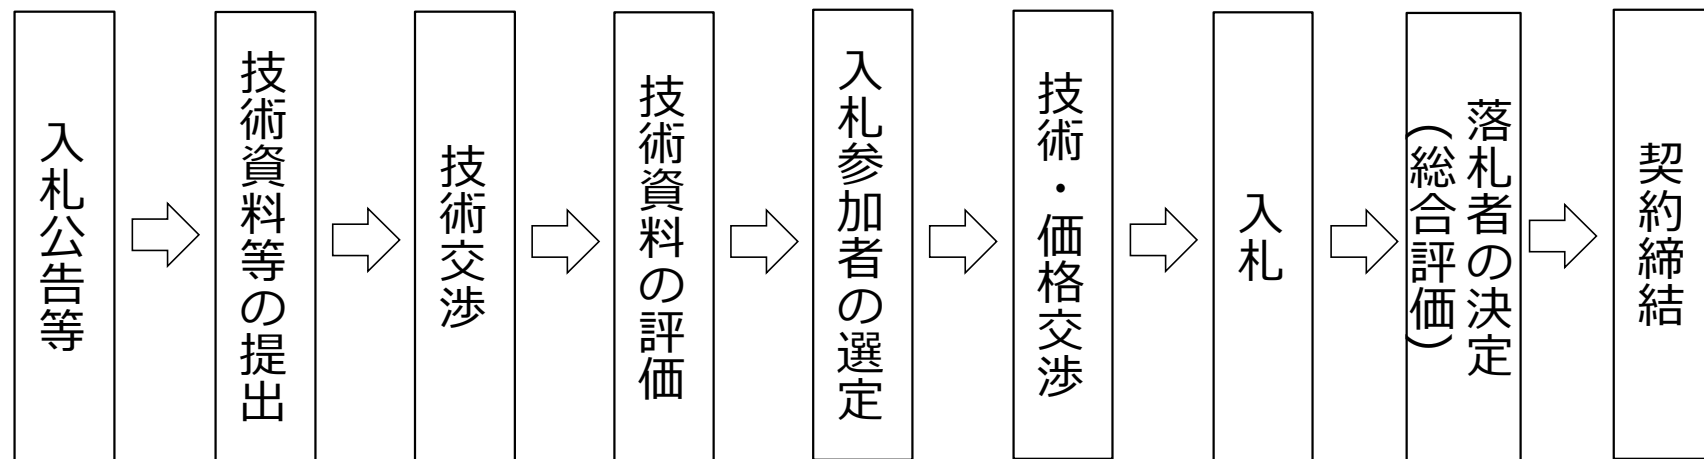 入札公告等
技術資料等の提出
技術交渉
技術資料の評価
入札参加者の選定
技術・価格交渉
入札
落札者の決定
(総合評価)
契約締結